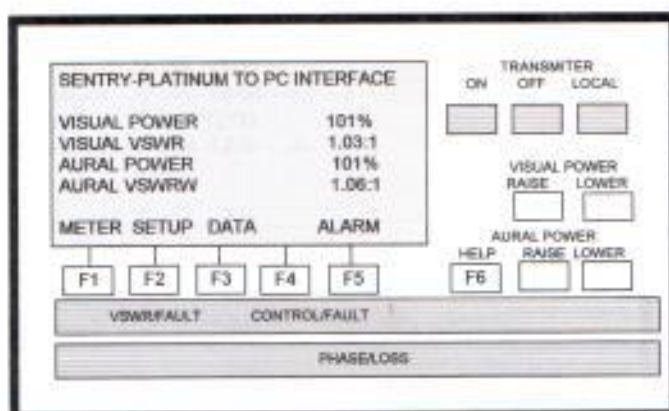 SENTRY-PLATINUM TO PC INTERFACE
VISUAL POWER 101%
VISUAL VSWR 1.03:1
AURAL POWER 101%
AURAL VSWRW 1.06:1
METER SETUP DATA ALARM
F1 F2 F3 F4 F5
TRANSMITER
ON OFF LOCAL
VISUAL POWER
RAISE LOWER
AURAL POWER
HELP RAISE LOWER
F6
VSWR/FAULT CONTROL/FAULT
PHASE/LOSS